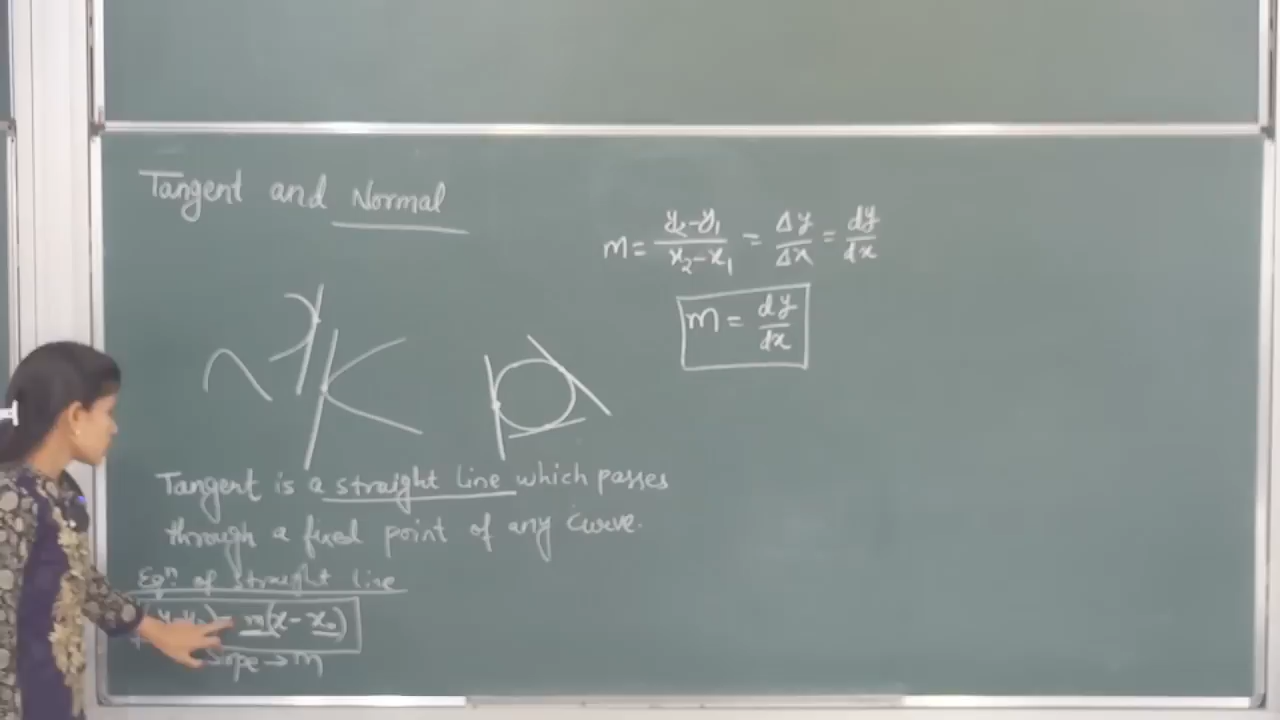 Tangent and Normal
m = y₂-y₁/x₂-x₁ = Δy/Δx = dy/dx
m = dy/dx
Tangent is a straight line which passes
through a fixed point of any curve.
Eqⁿ of straight line
m(x-x₀)
Slope → m